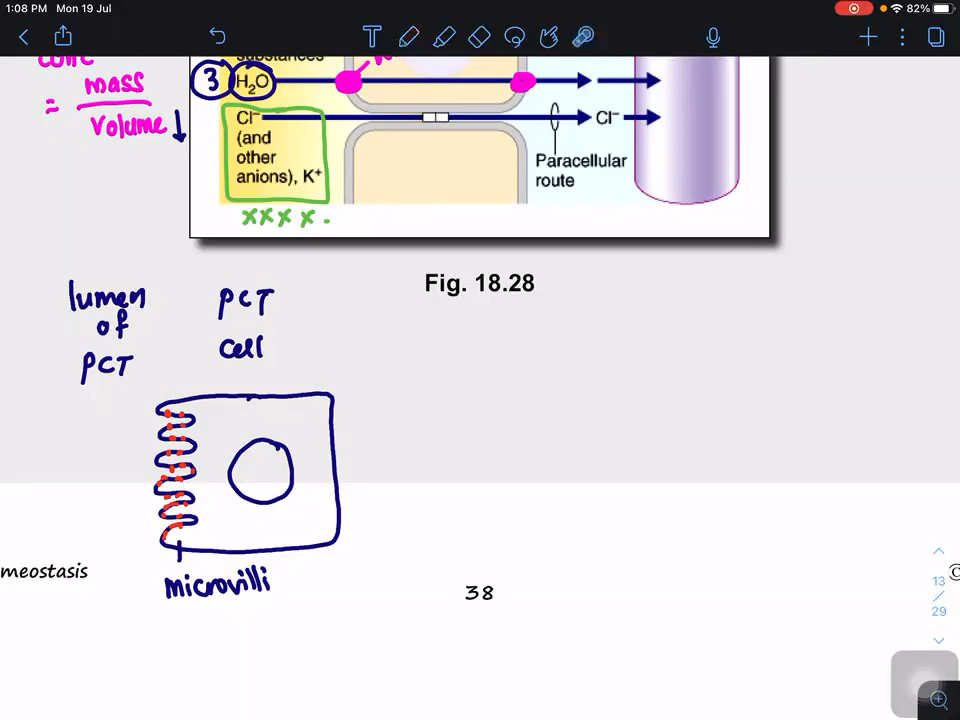 1:08 PM Mon 19 Jul
82%
conc
= mass
volume ↓
substances
3 H₂O
Cl⁻
(and
other
anions), K⁺
Cl⁻
Paracellular
route
xxxx.
Fig. 18.28
lumen
of
PCT
PCT
cell
microvilli
meostasis
38
13
/
29
©